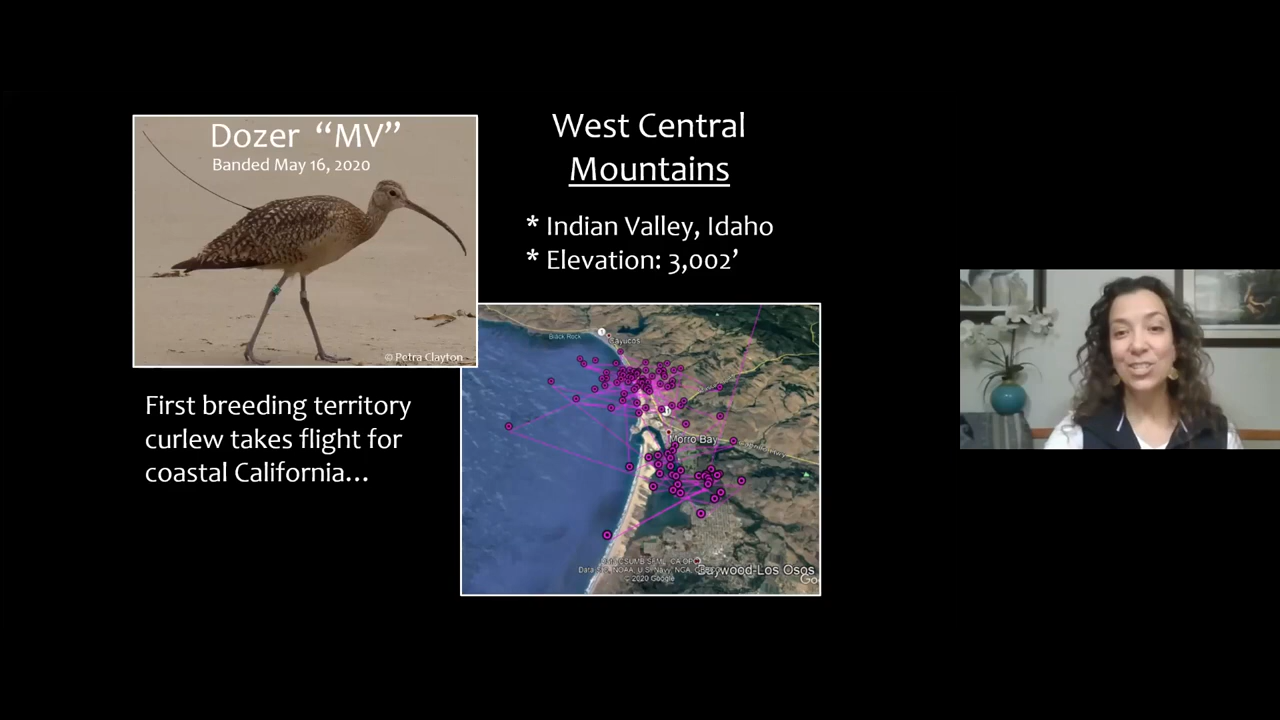 Dozer “MV”
Banded May 16, 2020
© Petra Clayton
West Central
Mountains
* Indian Valley, Idaho
* Elevation: 3,002’
First breeding territory
curlew takes flight for
coastal California…
Black Rock
Cayucos
Morro Bay
Baywood-Los Osos
© 2020 Google